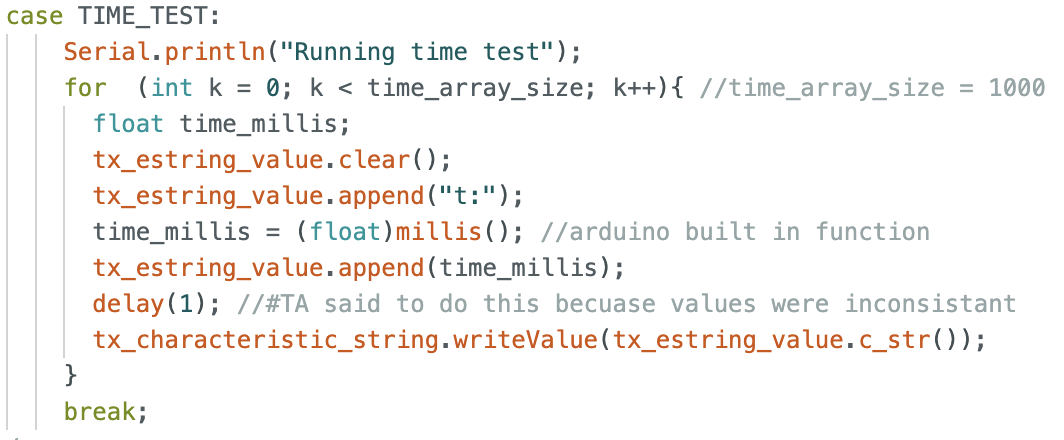 case TIME_TEST:
Serial.println("Running time test");
for  (int k = 0; k < time_array_size; k++){ //time_array_size = 1000
float time_millis;
tx_estring_value.clear();
tx_estring_value.append("t:");
time_millis = (float)millis(); //arduino built in function
tx_estring_value.append(time_millis);
delay(1); //#TA said to do this becuase values were inconsistant
tx_characteristic_string.writeValue(tx_estring_value.c_str());
}
break;